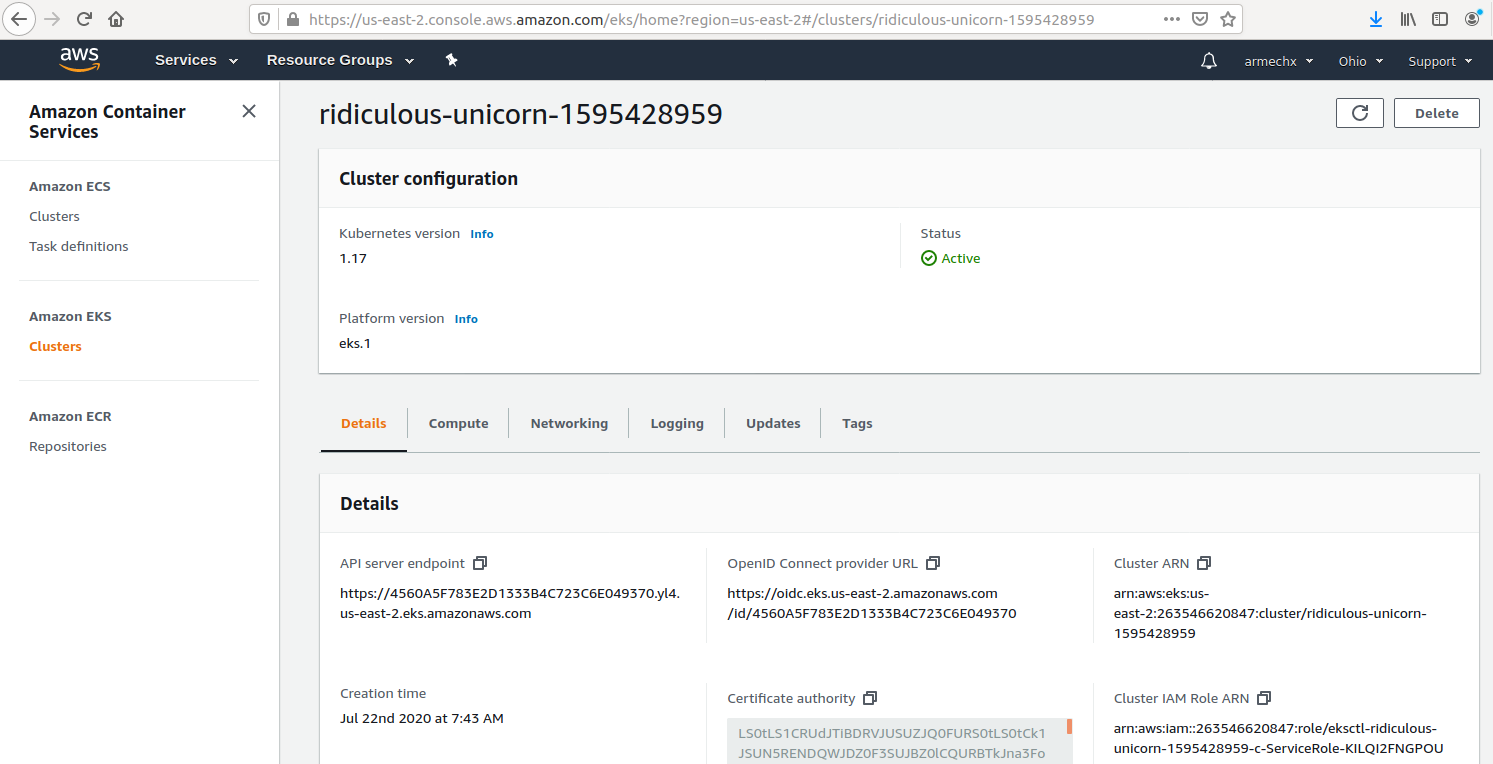 https://us-east-2.console.aws.amazon.com/eks/home?region=us-east-2#/clusters/ridiculous-unicorn-1595428959
aws Services Resource Groups armechx Ohio Support
Amazon Container
Services
Amazon ECS
Clusters
Task definitions
Amazon EKS
Clusters
Amazon ECR
Repositories
ridiculous-unicorn-1595428959
Delete
Cluster configuration
Kubernetes version Info
1.17
Status
Active
Platform version Info
eks.1
Details Compute Networking Logging Updates Tags
Details
API server endpoint
https://4560A5F783E2D1333B4C723C6E049370.yl4.
us-east-2.eks.amazonaws.com
OpenID Connect provider URL
https://oidc.eks.us-east-2.amazonaws.com
/id/4560A5F783E2D1333B4C723C6E049370
Cluster ARN
arn:aws:eks:us-
east-2:263546620847:cluster/ridiculous-unicorn-
1595428959
Creation time
Jul 22nd 2020 at 7:43 AM
Certificate authority
LS0tLS1CRUdJTiBDRVJUSUZJQ0FURS0tLS0tCk1
JSUN5RENDQWJDZ0F3SUJBZ0lCQURBTkJna3Fo
Cluster IAM Role ARN
arn:aws:iam::263546620847:role/eksctl-ridiculous-
unicorn-1595428959-c-ServiceRole-KILQI2FNGPOU